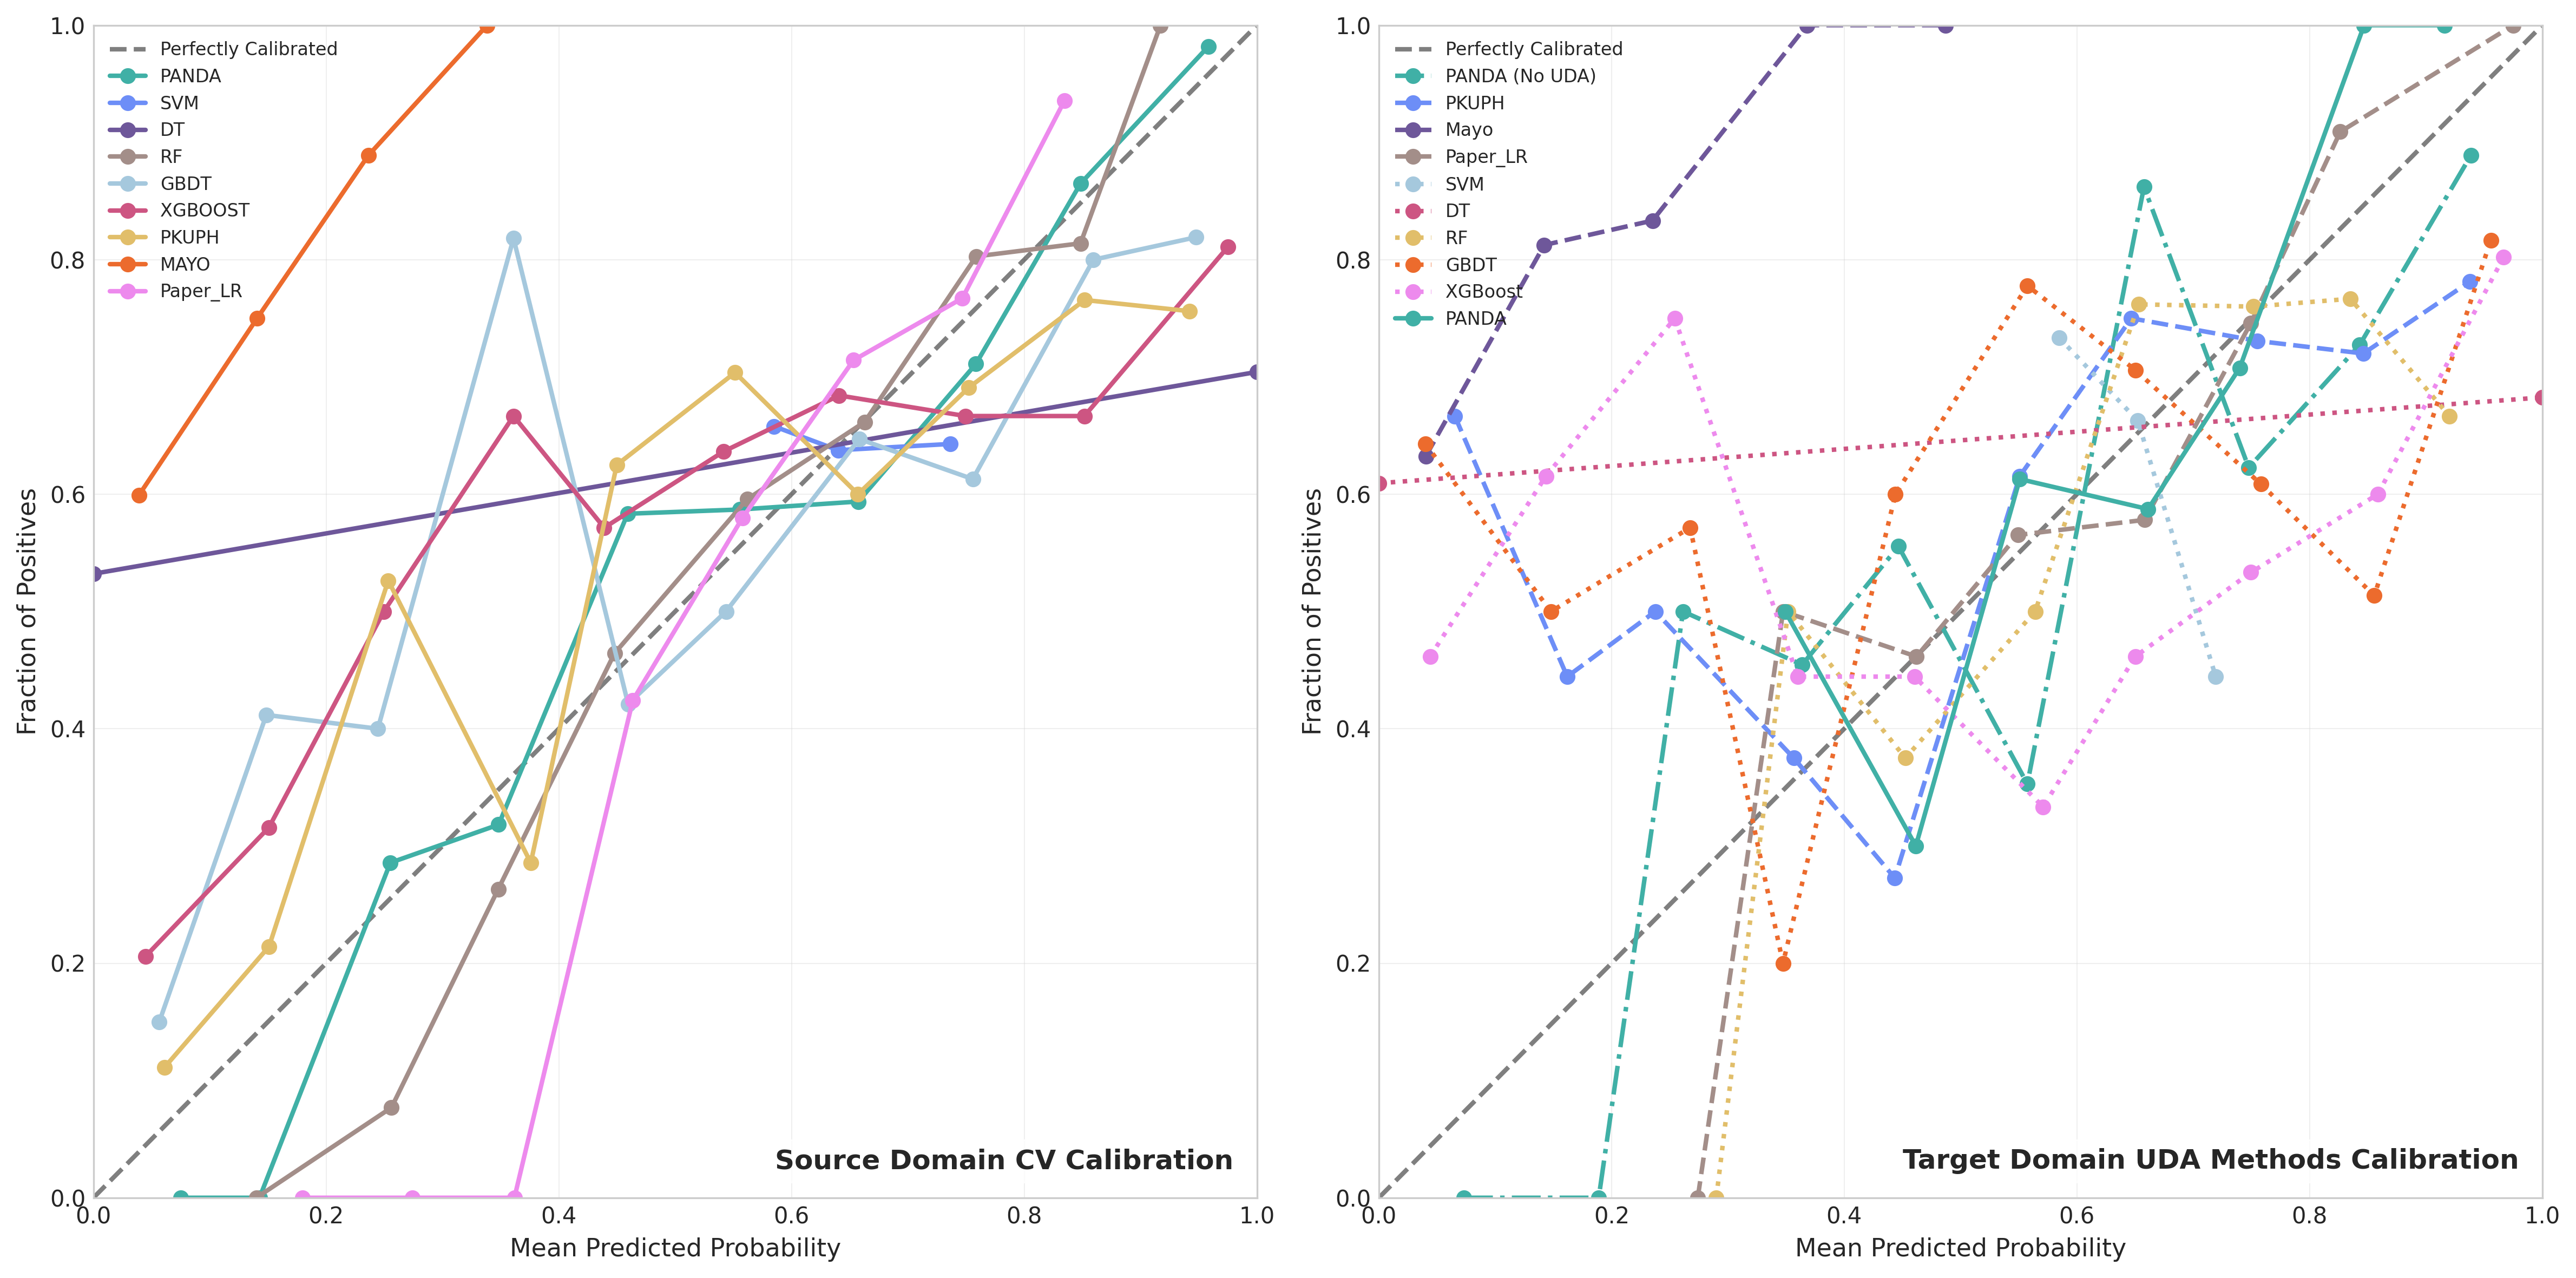 1.0
0.8
0.6
0.4
0.2
0.0
Fraction of Positives
Perfectly Calibrated
PANDA
SVM
DT
RF
GBDT
XGBOOST
PKUPH
MAYO
Paper_LR
Source Domain CV Calibration
0.0 0.2 0.4 0.6 0.8 1.0
Mean Predicted Probability
1.0
0.8
0.6
0.4
0.2
0.0
Fraction of Positives
Perfectly Calibrated
PANDA (No UDA)
PKUPH
Mayo
Paper_LR
SVM
DT
RF
GBDT
XGBoost
PANDA
Target Domain UDA Methods Calibration
0.0 0.2 0.4 0.6 0.8 1.0
Mean Predicted Probability